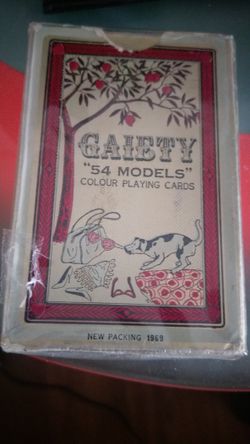 GAIETY
"54 MODELS"
COLOUR PLAYING CARDS
NEW PACKING 1969